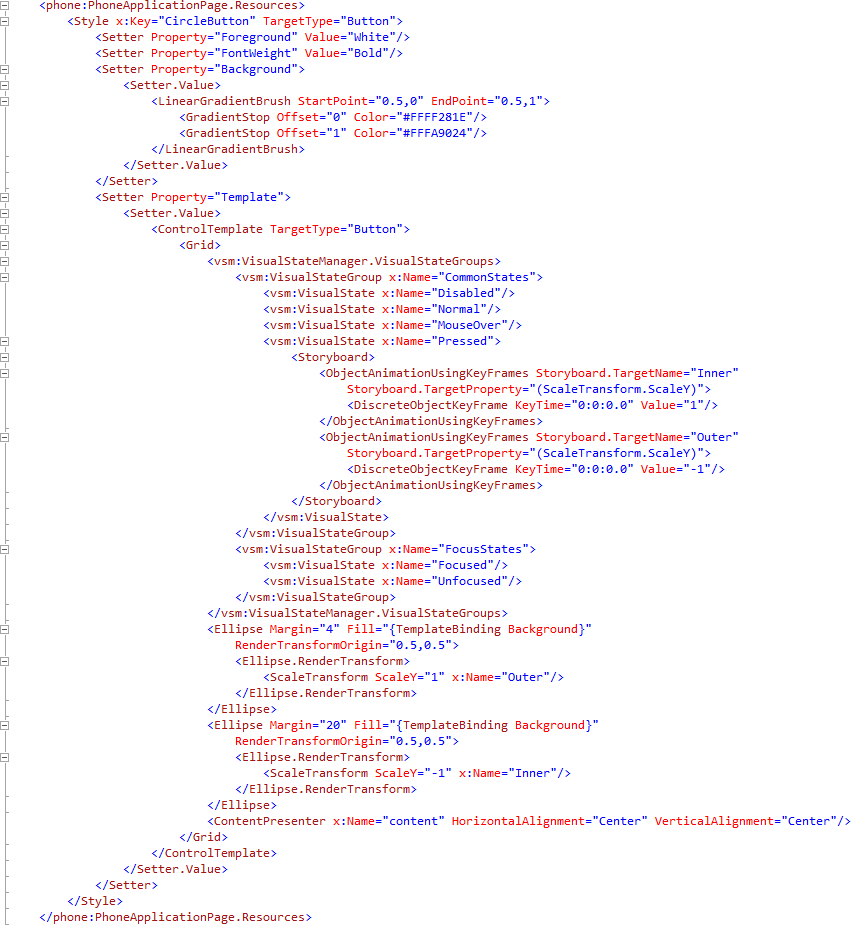 <phone:PhoneApplicationPage.Resources>
<Style x:Key="CircleButton" TargetType="Button">
<Setter Property="Foreground" Value="White"/>
<Setter Property="FontWeight" Value="Bold"/>
<Setter Property="Background">
<Setter.Value>
<LinearGradientBrush StartPoint="0.5,0" EndPoint="0.5,1">
<GradientStop Offset="0" Color="#FFFF281E"/>
<GradientStop Offset="1" Color="#FFFA9024"/>
</LinearGradientBrush>
</Setter.Value>
</Setter>
<Setter Property="Template">
<Setter.Value>
<ControlTemplate TargetType="Button">
<Grid>
<vsm:VisualStateManager.VisualStateGroups>
<vsm:VisualStateGroup x:Name="CommonStates">
<vsm:VisualState x:Name="Disabled"/>
<vsm:VisualState x:Name="Normal"/>
<vsm:VisualState x:Name="MouseOver"/>
<vsm:VisualState x:Name="Pressed">
<Storyboard>
<ObjectAnimationUsingKeyFrames Storyboard.TargetName="Inner"
Storyboard.TargetProperty="(ScaleTransform.ScaleY)">
<DiscreteObjectKeyFrame KeyTime="0:0:0.0" Value="1"/>
</ObjectAnimationUsingKeyFrames>
<ObjectAnimationUsingKeyFrames Storyboard.TargetName="Outer"
Storyboard.TargetProperty="(ScaleTransform.ScaleY)">
<DiscreteObjectKeyFrame KeyTime="0:0:0.0" Value="-1"/>
</ObjectAnimationUsingKeyFrames>
</Storyboard>
</vsm:VisualState>
</vsm:VisualStateGroup>
<vsm:VisualStateGroup x:Name="FocusStates">
<vsm:VisualState x:Name="Focused"/>
<vsm:VisualState x:Name="Unfocused"/>
</vsm:VisualStateGroup>
</vsm:VisualStateManager.VisualStateGroups>
<Ellipse Margin="4" Fill="{TemplateBinding Background}"
RenderTransformOrigin="0.5,0.5">
<Ellipse.RenderTransform>
<ScaleTransform ScaleY="1" x:Name="Outer"/>
</Ellipse.RenderTransform>
</Ellipse>
<Ellipse Margin="20" Fill="{TemplateBinding Background}"
RenderTransformOrigin="0.5,0.5">
<Ellipse.RenderTransform>
<ScaleTransform ScaleY="-1" x:Name="Inner"/>
</Ellipse.RenderTransform>
</Ellipse>
<ContentPresenter x:Name="content" HorizontalAlignment="Center" VerticalAlignment="Center"/>
</Grid>
</ControlTemplate>
</Setter.Value>
</Setter>
</Style>
</phone:PhoneApplicationPage.Resources>